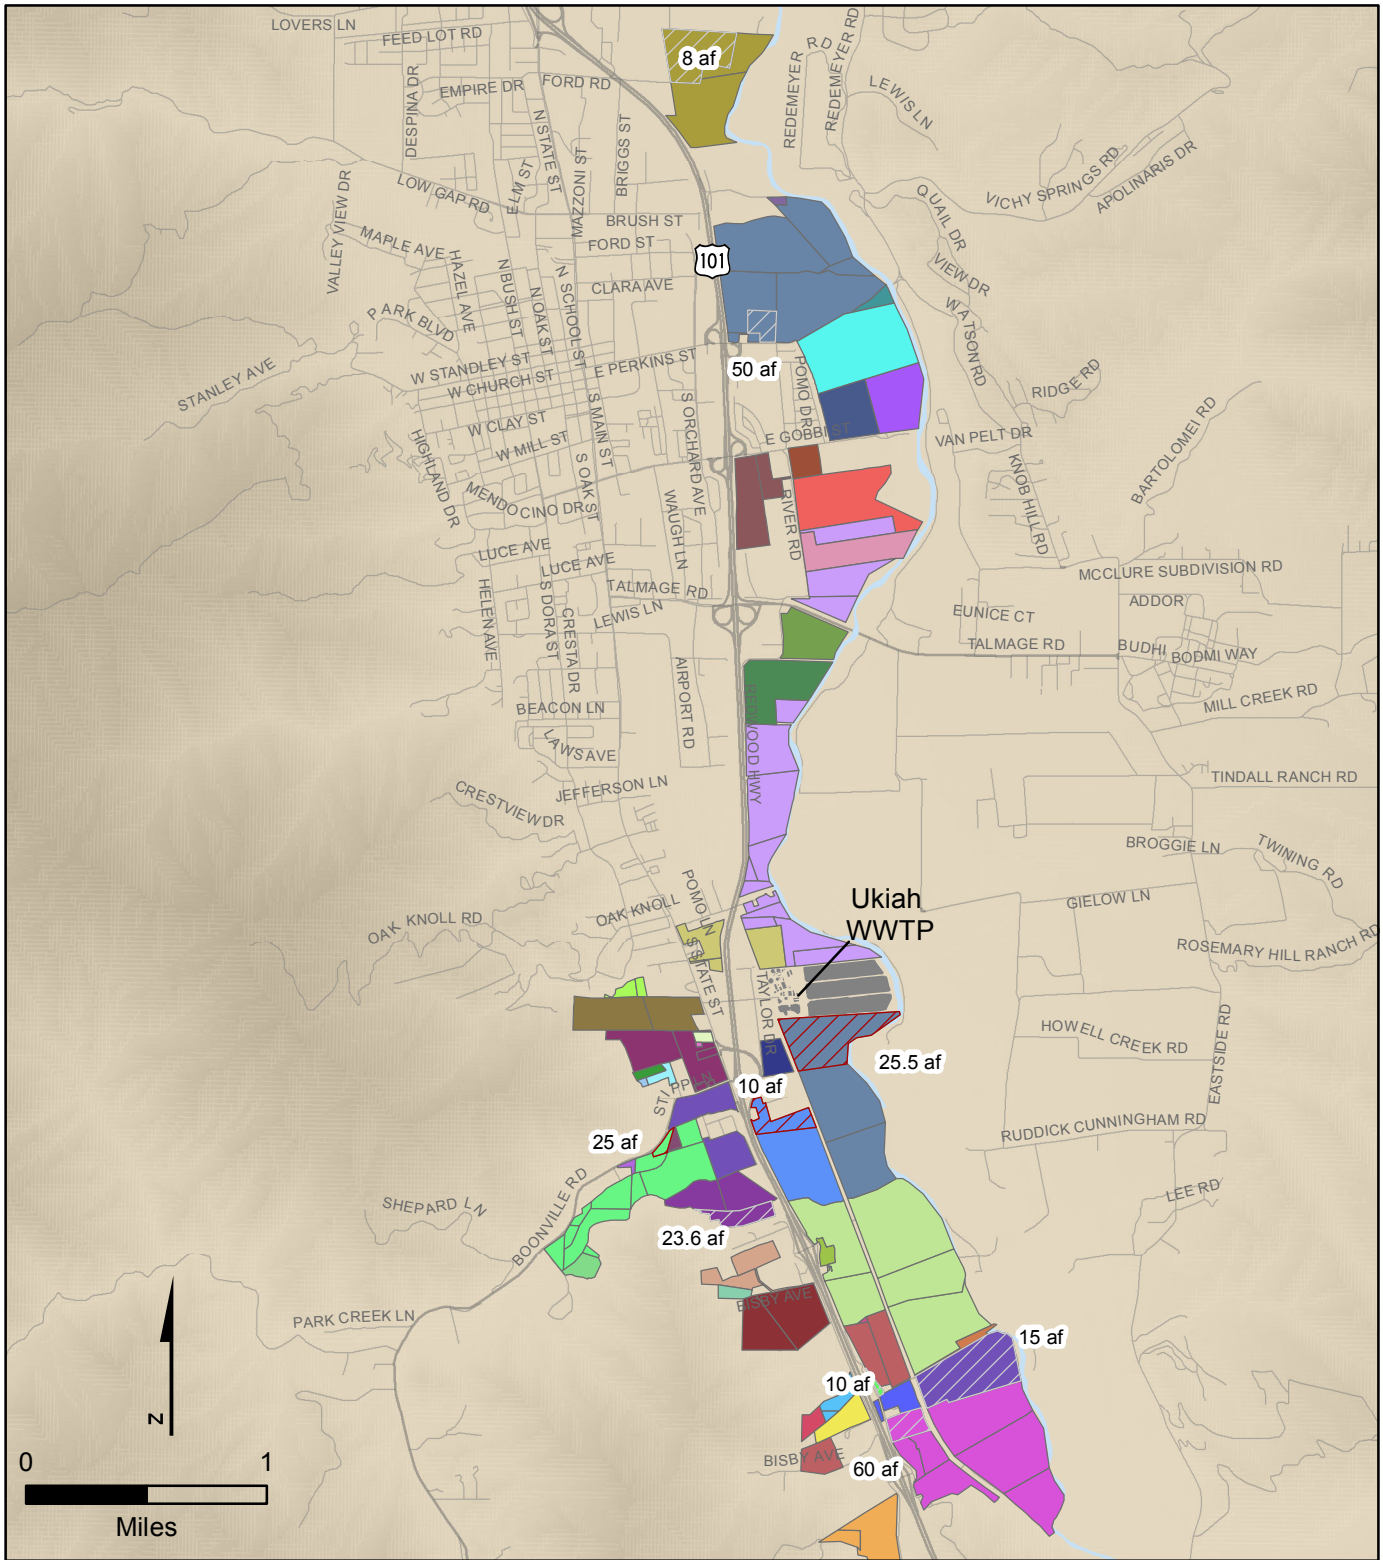 LOVERS LN
FEED LOT RD
8 af
REDEMEYER RD
REDEMEYER RD
DESPINA DR
EMPIRE DR
FORD RD
LEWIS LN
N STATE ST
BRIGGS ST
MAZZONI ST
ELM ST
VICHY SPRINGS RD
APOLINARIS DR
LOW GAP RD
VALLEY VIEW DR
BRUSH ST
QUAIL DR
MAPLE AVE
FORD ST
HAZEL AVE
101
N BUSH ST
N OAK ST
N SCHOOL ST
CLARA AVE
VIEW DR
WATSON RD
PARK BLVD
STANLEY AVE
W STANDLEY ST
E PERKINS ST
50 af
POMO DR
RIDGE RD
W CHURCH ST
S MAIN ST
S ORCHARD AVE
W CLAY ST
W MILL ST
E GOBBI ST
VAN PELT DR
BARTOLOMEI RD
HIGHLAND DR
S OAK ST
KNOB HILL RD
MENDOCINO DR
WAUGH LN
RIVER RD
LUCE AVE
LUCE AVE
TALMAGE RD
MCCLURE SUBDIVISION RD
HELEN AVE
S DORA ST
CRESTA DR
LEWIS LN
EUNICE CT
ADDOR
TALMAGE RD
BUDHI
BODMI WAY
AIRPORT RD
MILL CREEK RD
BEACON LN
REDWOOD HWY
LAWS AVE
TINDALL RANCH RD
JEFFERSON LN
CRESTVIEW DR
BROGGIE LN
TWINING RD
POMO LN
Ukiah
WWTP
GIELOW LN
OAK KNOLL RD
OAK KNOLL
ROSEMARY HILL RANCH RD
S STATE ST
TAYLOR DR
EASTSIDE RD
HOWELL CREEK RD
25.5 af
10 af
STIPP LN
25 af
RUDDICK CUNNINGHAM RD
LEE RD
SHEPARD LN
BOONVILLE RD
23.6 af
PARK CREEK LN
BISBY AVE
15 af
10 af
N
BISBY AVE
60 af
0 1
Miles